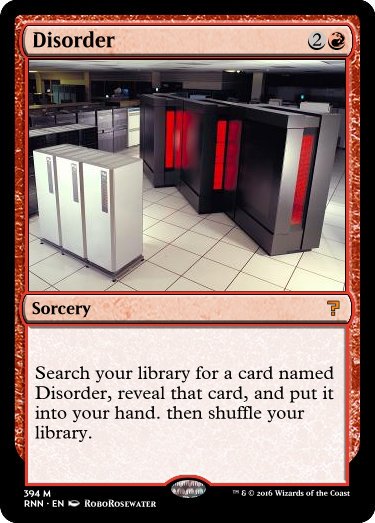 Disorder 2
Sorcery
Search your library for a card named
Disorder, reveal that card, and put it
into your hand. then shuffle your
library.
394 M
RNN • EN RoboRosewater
™ & © 2016 Wizards of the Coast